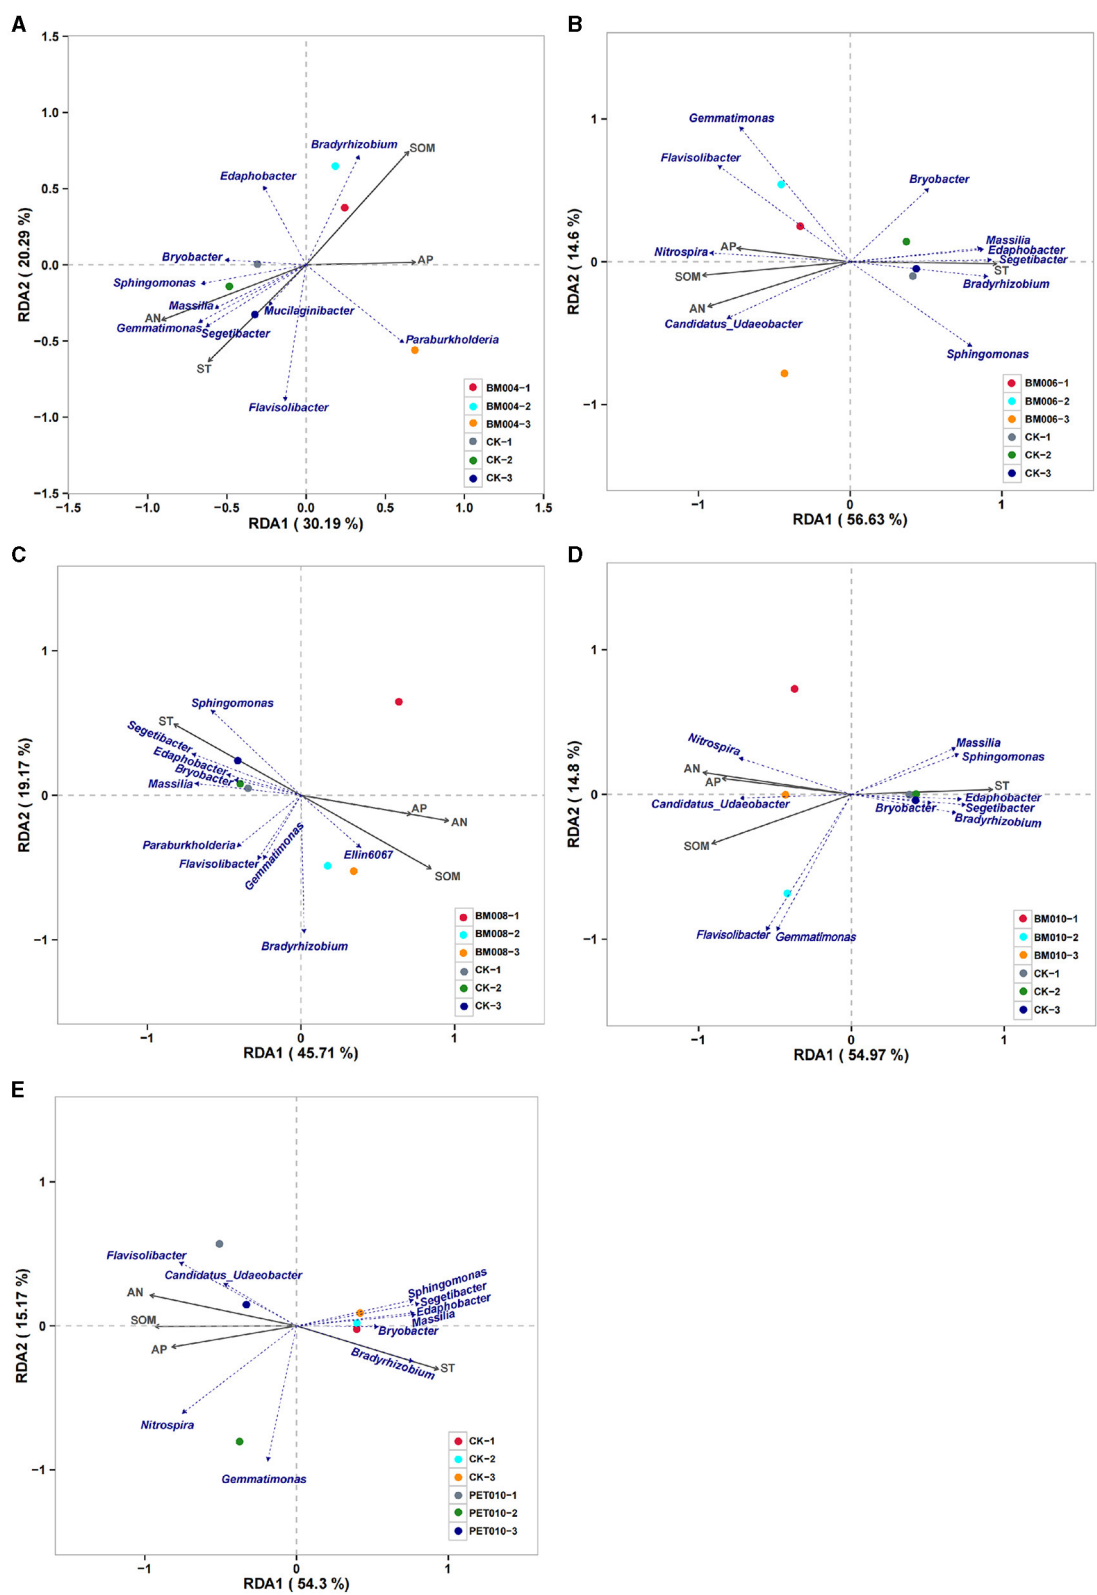 A
1.5
1.0
0.5
0.0
−0.5
−1.0
−1.5
RDA2 ( 20.29 %)
Bradyrhizobium
SOM
Edaphobacter
Bryobacter
AP
Sphingomonas
Massilla
Mucilaginibacter
AN
Gemmatimonas
Segetibacter
Paraburkholderia
ST
Flavisolibacter
BM004−1
BM004−2
BM004−3
CK−1
CK−2
CK−3
−1.5 −1.0 −0.5 0.0 0.5 1.0 1.5
RDA1 ( 30.19 %)
B
1
0
−1
RDA2 ( 14.6 %)
Gemmatimonas
Flavisolibacter
Bryobacter
AP
Nitrospira
Massilia
Edaphobacter
Segetibacter
SOM
ST
Bradyrhizobium
AN
Candidatus_Udaeobacter
Sphingomonas
BM006−1
BM006−2
BM006−3
CK−1
CK−2
CK−3
−1 0 1
RDA1 ( 56.63 %)
C
1
0
−1
RDA2 ( 19.17 %)
Sphingomonas
ST
Segetibacter
Edaphobacter
Bryobacter
Massilia
AP
AN
Paraburkholderia
Flavisolibacter
Gemmatimonas
Ellin6067
SOM
Bradyrhizobium
BM008−1
BM008−2
BM008−3
CK−1
CK−2
CK−3
−1 0 1
RDA1 ( 45.71 %)
D
1
0
−1
RDA2 ( 14.8 %)
Nitrospira
Massilia
Sphingomonas
AN
AP
ST
Candidatus_Udaeobacter
Bryobacter
Edaphobacter
Segetibacter
Bradyrhizobium
SOM
Flavisolibacter
Gemmatimonas
BM010−1
BM010−2
BM010−3
CK−1
CK−2
CK−3
−1 0 1
RDA1 ( 54.97 %)
E
1
0
−1
RDA2 ( 15.17 %)
Flavisolibacter
Candidatus_Udaeobacter
AN
SOM
AP
Sphingomonas
Segetibacter
Edaphobacter
Massilia
Bryobacter
Bradyrhizobium
ST
Nitrospira
Gemmatimonas
CK−1
CK−2
CK−3
PET010−1
PET010−2
PET010−3
−1 0 1
RDA1 ( 54.3 %)